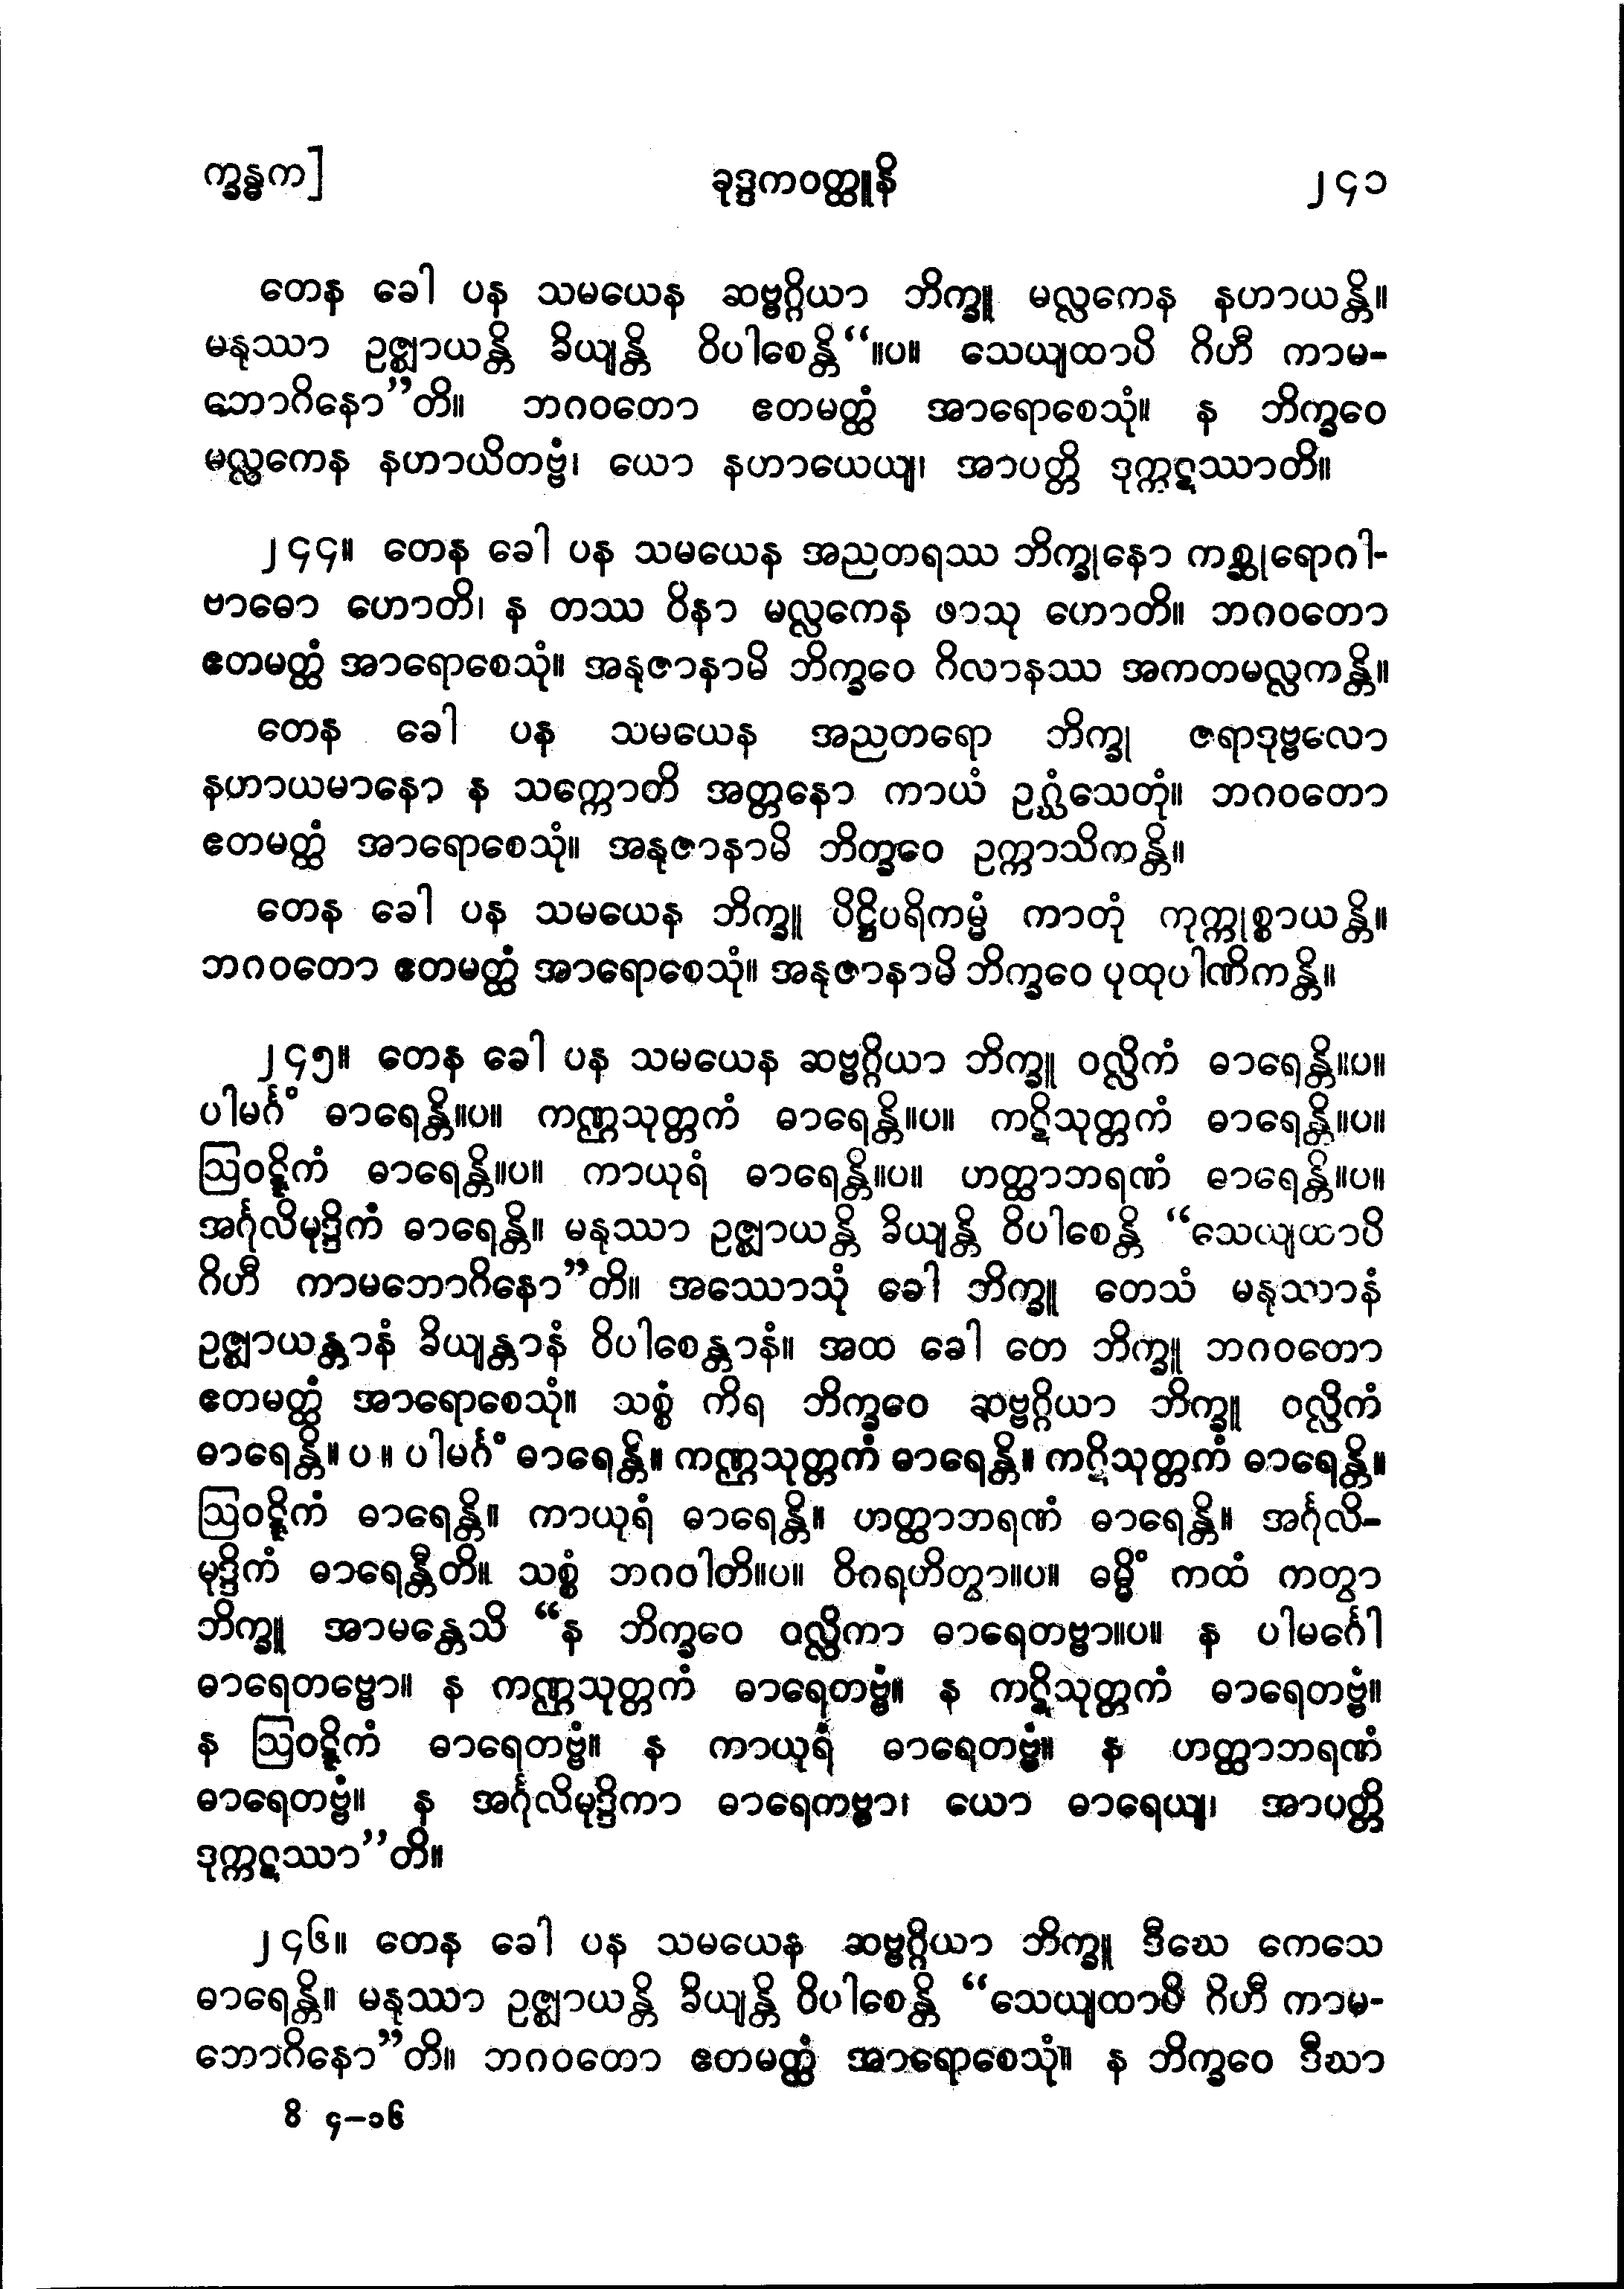 က္ခန္ဓက]
ခုဒ္ဒကဝတ္ထူနိ
၂၄၁
တေန ခေါ ပန သမယေန ဆဗ္ဗဂ္ဂိယာ ဘိက္ခူ မလ္လကေန နဟာယန္တိ။
မနုဿာ ဥဇ္ဈာယန္တိ ခိယျန္တိ ဝိပါစေန္တိ“။ပ။ သေယျထာပိ ဂိဟီ ကာမ-
ဘောဂိနော”တိ။ ဘဂဝတော ဧတမတ္ထံ အာရောစေသုံ။ န ဘိက္ခဝေ
မလ္လကေန နဟာယိတဗ္ဗံ၊ ယော နဟာယေယျ၊ အာပတ္တိ ဒုက္ကဋဿာတိ။
၂၄၄။ တေန ခေါ ပန သမယေန အညတရဿ ဘိက္ခုနော ကစ္ဆုရောဂါ-
ဗာဓော ဟောတိ၊ န တဿ ဝိနာ မလ္လကေန ဖာသု ဟောတိ။ ဘဂဝတော
ဧတမတ္ထံ အာရောစေသုံ။ အနုဇာနာမိ ဘိက္ခဝေ ဂိလာနဿ အကတမလ္လကန္တိ။
တေန ခေါ ပန သမယေန အညတရော ဘိက္ခု ဇရာဒုဗ္ဗလော
နဟာယမာနော န သက္ကောတိ အတ္တနော ကာယံ ဥဂ္ဃံသေတုံ။ ဘဂဝတော
ဧတမတ္ထံ အာရောစေသုံ။ အနုဇာနာမိ ဘိက္ခဝေ ဥက္ကာသိကန္တိ။
တေန ခေါ ပန သမယေန ဘိက္ခူ ပိဋ္ဌိပရိကမ္မံ ကာတုံ ကုက္ကုစ္စာယန္တိ။
ဘဂဝတော ဧတမတ္ထံ အာရောစေသုံ။ အနုဇာနာမိ ဘိက္ခဝေ ပုထုပါဏိကန္တိ။
၂၄၅။ တေန ခေါ ပန သမယေန ဆဗ္ဗဂ္ဂိယာ ဘိက္ခူ ဝလ္လိကံ ဓာရေန္တိ။ပ။
ပါမင်္ဂံ ဓာရေန္တိ။ပ။ ကဏ္ဌသုတ္တကံ ဓာရေန္တိ။ပ။ ကဋိသုတ္တကံ ဓာရေန္တိ။ပ။
ဩဝဋ္ဋိကံ ဓာရေန္တိ။ပ။ ကာယုရံ ဓာရေန္တိ။ပ။ ဟတ္ထာဘရဏံ ဓာရေန္တိ။ပ။
အင်္ဂုလိမုဒ္ဒိကံ ဓာရေန္တိ။ မနုဿာ ဥဇ္ဈာယန္တိ ခိယျန္တိ ဝိပါစေန္တိ “သေယျထာပိ
ဂိဟီ ကာမဘောဂိနော”တိ။ အဿောသုံ ခေါ ဘိက္ခူ တေသံ မနုဿာနံ
ဥဇ္ဈာယန္တာနံ ခိယျန္တာနံ ဝိပါစေန္တာနံ။ အထ ခေါ တေ ဘိက္ခူ ဘဂဝတော
ဧတမတ္ထံ အာရောစေသုံ။ သစ္စံ ကိရ ဘိက္ခဝေ ဆဗ္ဗဂ္ဂိယာ ဘိက္ခူ ဝလ္လိကံ
ဓာရေန္တိ။ ပ ။ ပါမင်္ဂံ ဓာရေန္တိ။ ကဏ္ဌသုတ္တကံ ဓာရေန္တိ။ ကဋိသုတ္တကံ ဓာရေန္တိ။
ဩဝဋ္ဋိကံ ဓာရေန္တိ။ ကာယုရံ ဓာရေန္တိ။ ဟတ္ထာဘရဏံ ဓာရေန္တိ။ အင်္ဂုလိ-
မုဒ္ဒိကံ ဓာရေန္တီတိ။ သစ္စံ ဘဂဝါတိ။ပ။ ဝိဂရဟိတွာ။ပ။ ဓမ္မိံ ကထံ ကတွာ
ဘိက္ခူ အာမန္တေသိ “န ဘိက္ခဝေ ဝလ္လိကာ ဓာရေတဗ္ဗာ။ပ။ န ပါမင်္ဂေါ
ဓာရေတဗ္ဗော။ န ကဏ္ဌသုတ္တကံ ဓာရေတဗ္ဗံ။ န ကဋိသုတ္တကံ ဓာရေတဗ္ဗံ။
န ဩဝဋ္ဋိကံ ဓာရေတဗ္ဗံ။ န ကာယုရံ ဓာရေတဗ္ဗံ။ န ဟတ္ထာဘရဏံ
ဓာရေတဗ္ဗံ။ န အင်္ဂုလိမုဒ္ဒိကာ ဓာရေတဗ္ဗာ၊ ယော ဓာရေယျ၊ အာပတ္တိ
ဒုက္ကဋဿာ”တိ။
၂၄၆။ တေန ခေါ ပန သမယေန ဆဗ္ဗဂ္ဂိယာ ဘိက္ခူ ဒီဃေ ကေသေ
ဓာရေန္တိ။ မနုဿာ ဥဇ္ဈာယန္တိ ခိယျန္တိ ဝိပါစေန္တိ “သေယျထာပိ ဂိဟီ ကာမ-
ဘောဂိနော”တိ။ ဘဂဝတော ဧတမတ္ထံ အာရောစေသုံ။ န ဘိက္ခဝေ ဒီဃာ
ဝိ ၄-၁၆